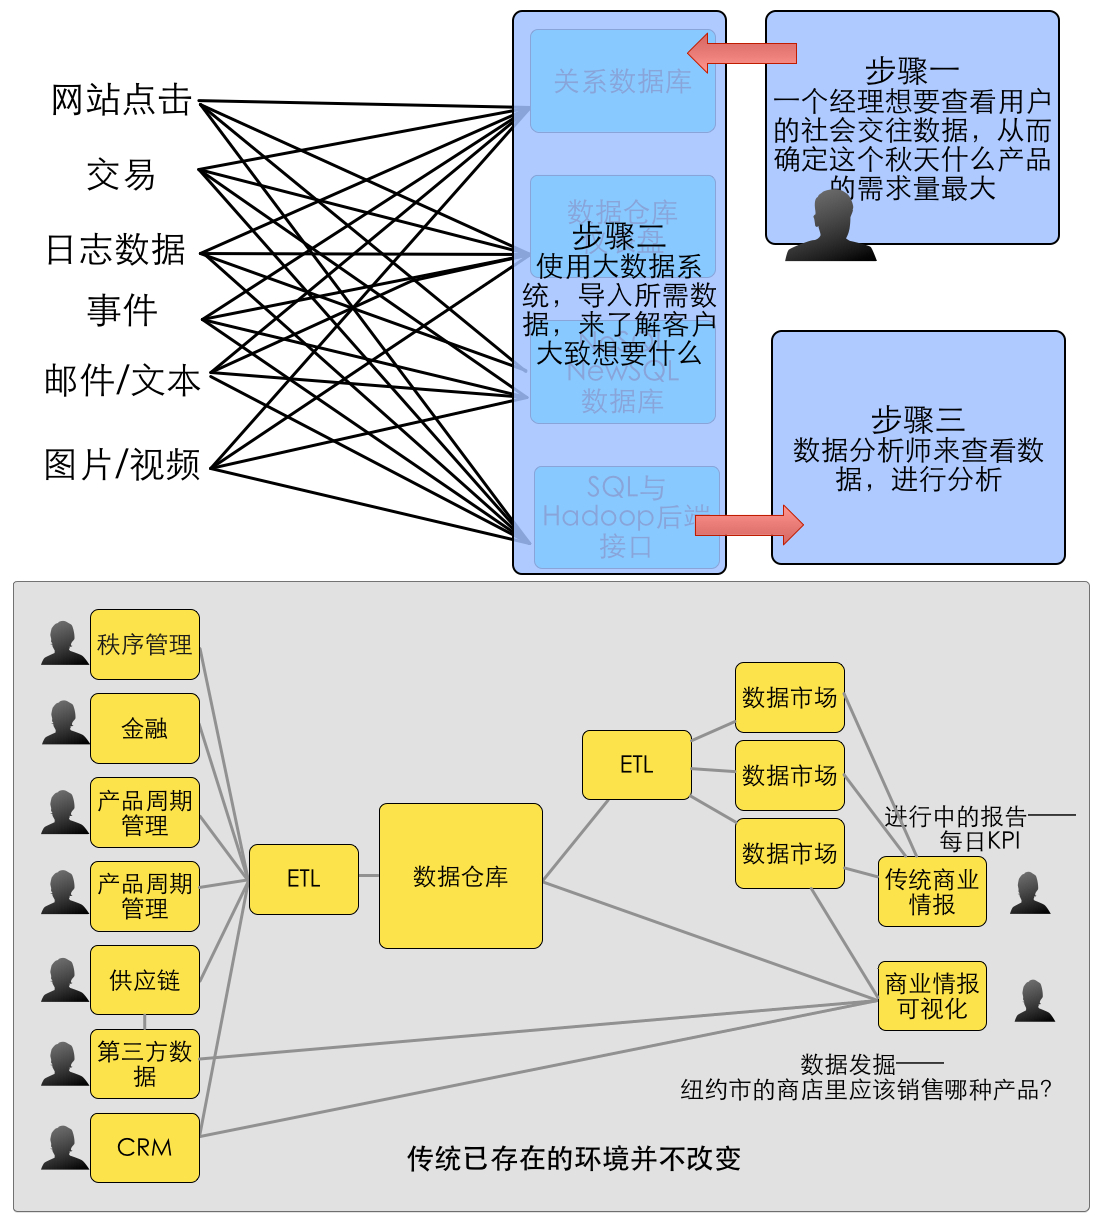 网站点击
交易
日志数据
事件
邮件/文本
图片/视频
关系数据库
数据仓库
盘
步骤二
使用大数据系
统，导入所需数
据，来了解客户
大致想要什么
NoSQL
NewSQL
数据库
SQL与
Hadoop后端
接口
步骤一
一个经理想要查看用户
的社会交往数据，从而
确定这个秋天什么产品
的需求量最大
步骤三
数据分析师来查看数
据，进行分析
秩序管理
金融
产品周期
管理
产品周期
管理
供应链
第三方数
据
CRM
ETL
数据仓库
ETL
数据市场
数据市场
数据市场
进行中的报告——
每日KPI
传统商业
情报
商业情报
可视化
数据发掘——
纽约市的商店里应该销售哪种产品？
传统已存在的环境并不改变